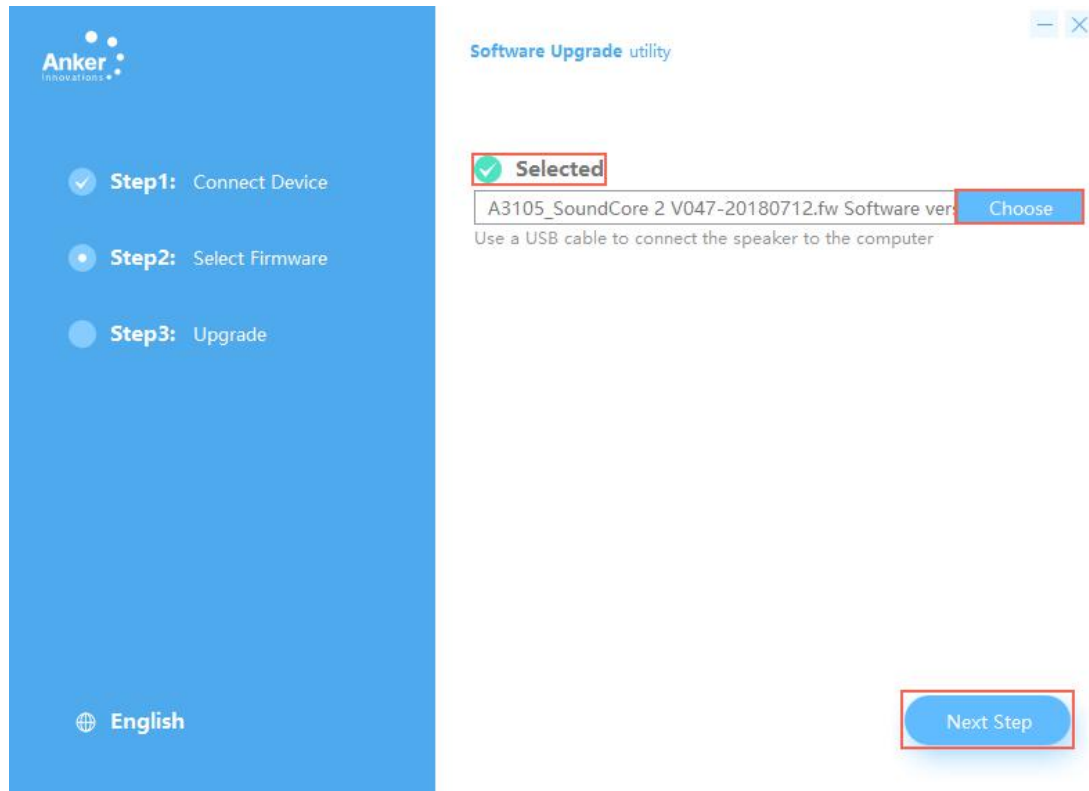 Anker
Innovations
Software Upgrade utility
Step1: Connect Device
Step2: Select Firmware
Step3: Upgrade
English
Selected
A3105_SoundCore 2 V047-20180712.fw Software ver
Choose
Use a USB cable to connect the speaker to the computer
Next Step